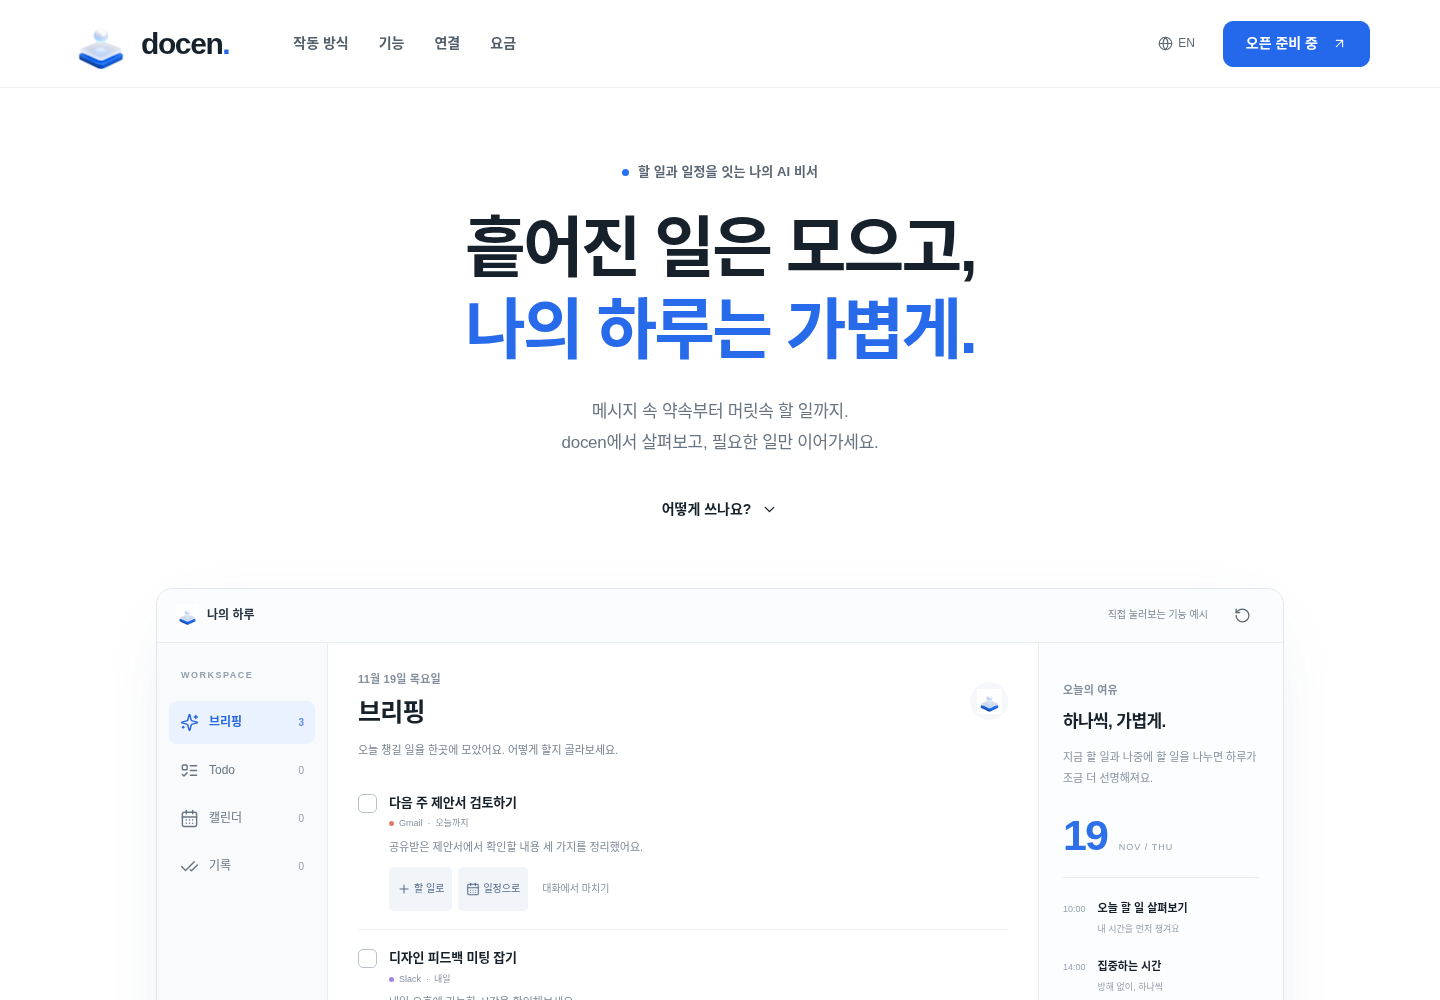 docen.
작동 방식
기능
연결
요금
EN
오픈 준비 중
할 일과 일정을 잇는 나의 AI 비서
흩어진 일은 모으고,
나의 하루는 가볍게.
메시지 속 약속부터 머릿속 할 일까지.
docen에서 살펴보고, 필요한 일만 이어가세요.
어떻게 쓰나요?
나의 하루
직접 눌러보는 기능 예시
WORKSPACE
브리핑 3
Todo 0
캘린더 0
기록 0
11월 19일 목요일
브리핑
오늘 챙길 일을 한곳에 모았어요. 어떻게 할지 골라보세요.
다음 주 제안서 검토하기
Gmail · 오늘까지
공유받은 제안서에서 확인할 내용 세 가지를 정리했어요.
할 일로
일정으로
대화에서 마치기
디자인 피드백 미팅 잡기
Slack · 내일
오늘의 여유
하나씩, 가볍게.
지금 할 일과 나중에 할 일을 나누면 하루가
조금 더 선명해져요.
19 NOV / THU
10:00 오늘 할 일 살펴보기
내 시간을 먼저 챙겨요
14:00 집중하는 시간
방해 없이, 하나씩